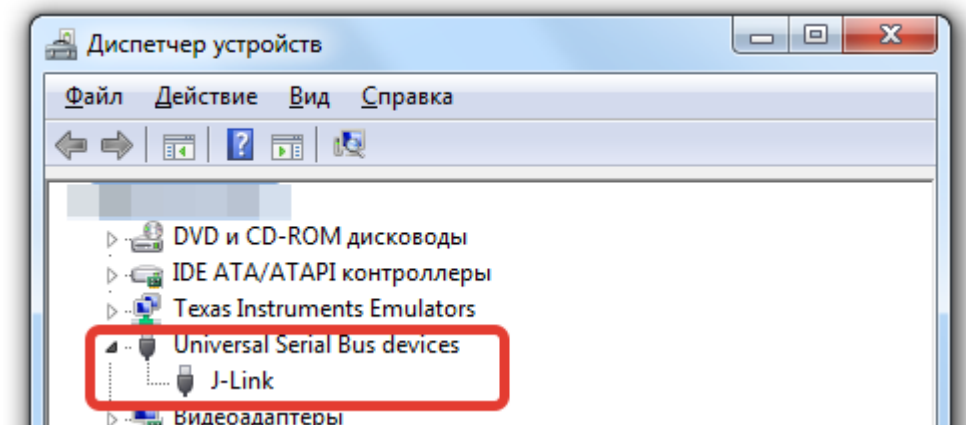 Диспетчер устройств
Файл Действие Вид Справка
DVD и CD-ROM дисководы
IDE ATA/ATAPI контроллеры
Texas Instruments Emulators
Universal Serial Bus devices
J-Link
Видеоадаптеры